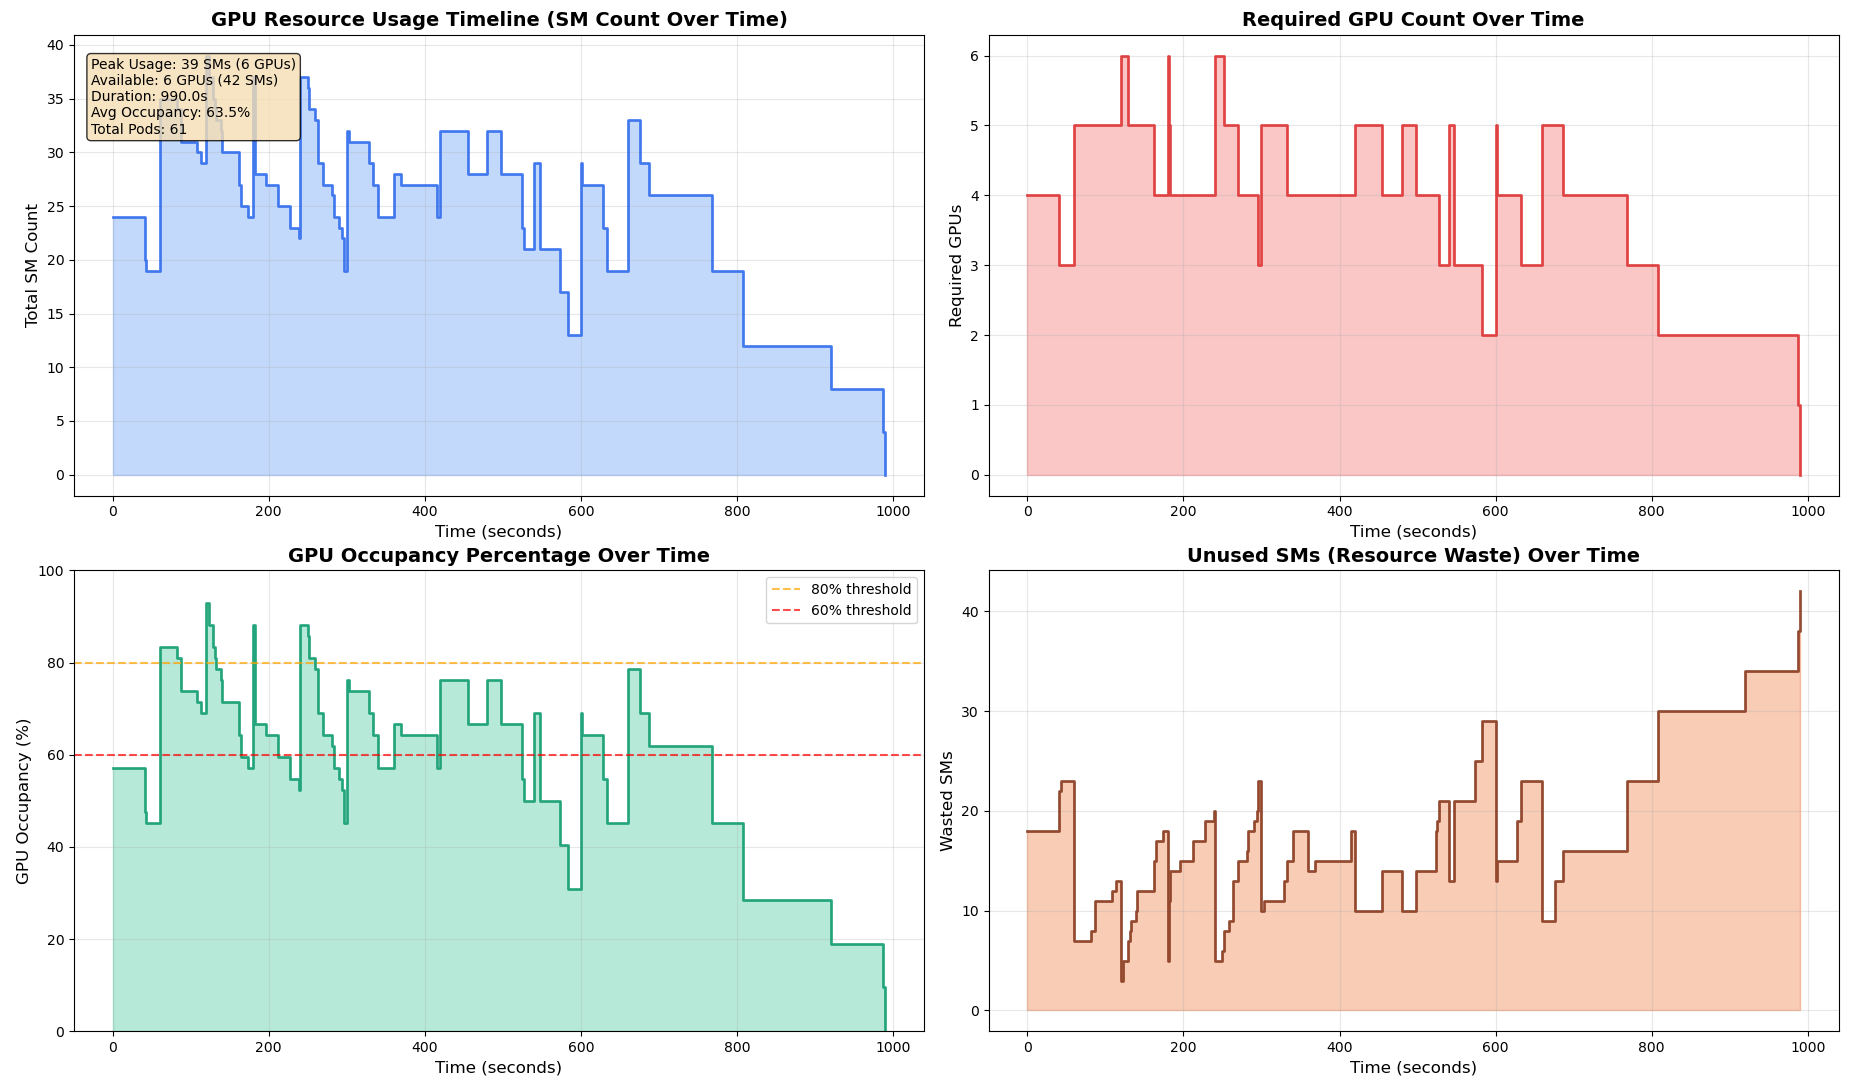 GPU Resource Usage Timeline (SM Count Over Time)
Total SM Count
40
35
30
25
20
15
10
5
0
Peak Usage: 39 SMs (6 GPUs)
Available: 6 GPUs (42 SMs)
Duration: 990.0s
Avg Occupancy: 63.5%
Total Pods: 61
0 200 400 600 800 1000
Time (seconds)
Required GPU Count Over Time
Required GPUs
6
5
4
3
2
1
0
0 200 400 600 800 1000
Time (seconds)
GPU Occupancy Percentage Over Time
GPU Occupancy (%)
100
80
60
40
20
0
80% threshold
60% threshold
0 200 400 600 800 1000
Time (seconds)
Unused SMs (Resource Waste) Over Time
Wasted SMs
40
30
20
10
0
0 200 400 600 800 1000
Time (seconds)